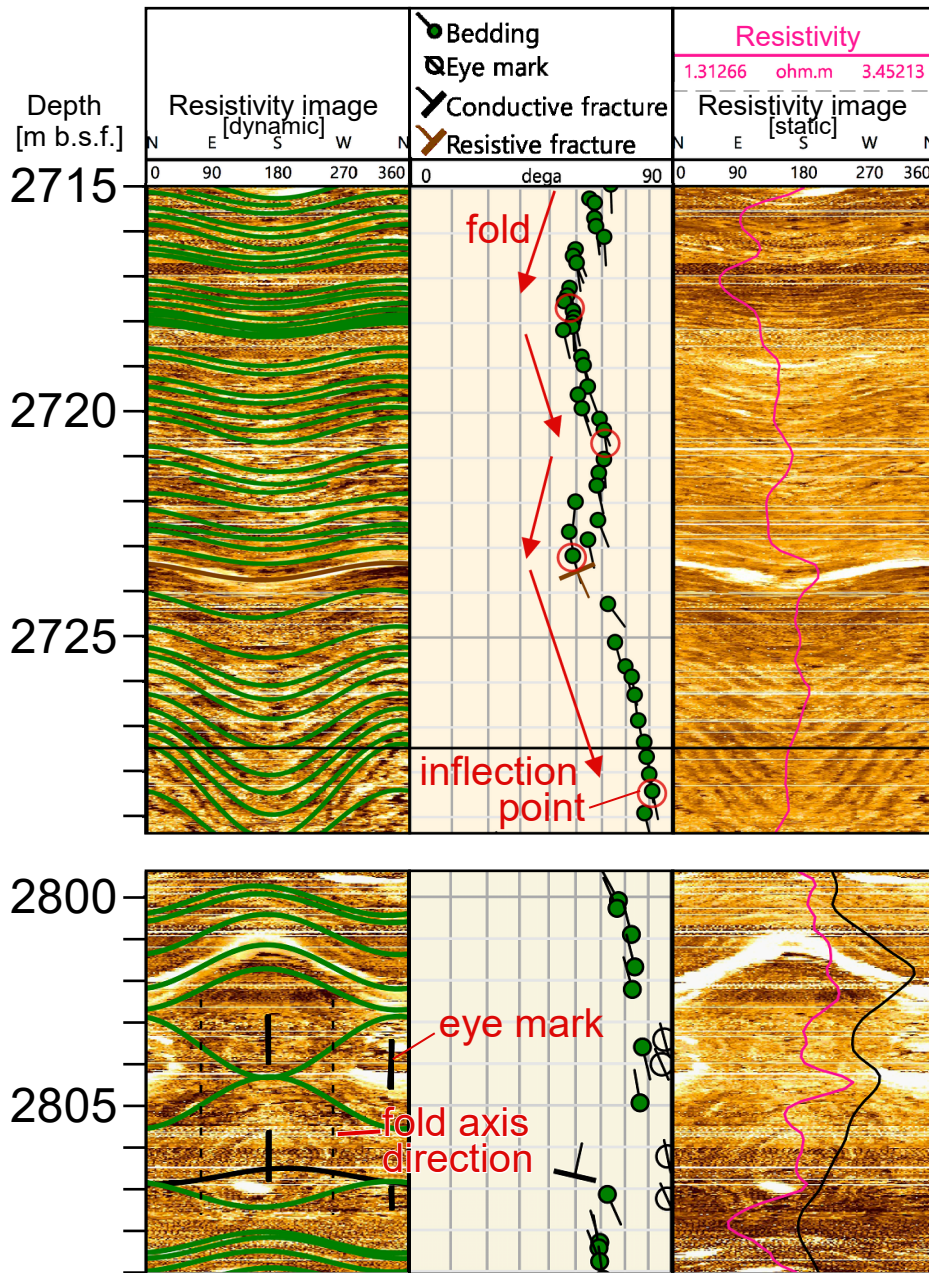 Depth
[m b.s.f.]
Resistivity image
[dynamic]
N E S W N
0 90 180 270 360
Bedding
Eye mark
Conductive fracture
Resistive fracture
0 dega 90
Resistivity
1.31266 ohm.m 3.45213
Resistivity image
[static]
N E S W N
0 90 180 270 360
2715
fold
2720
2725
inflection
point
2800
eye mark
2805
fold axis
direction